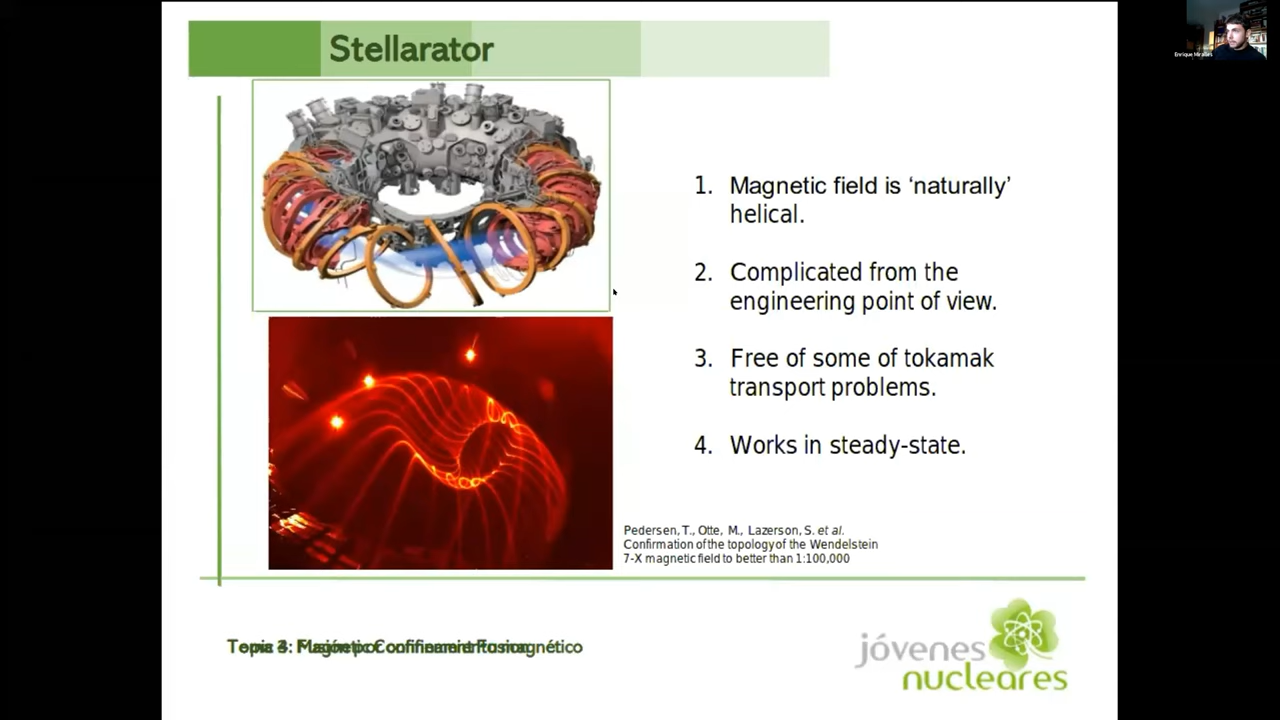 Stellarator
Enrique Miralles
1. Magnetic field is ‘naturally’
helical.
2. Complicated from the
engineering point of view.
3. Free of some of tokamak
transport problems.
4. Works in steady-state.
Pedersen, T., Otte, M., Lazerson, S. et al.
Confirmation of the topology of the Wendelstein
7-X magnetic field to better than 1:100,000
jóvenes
nucleares